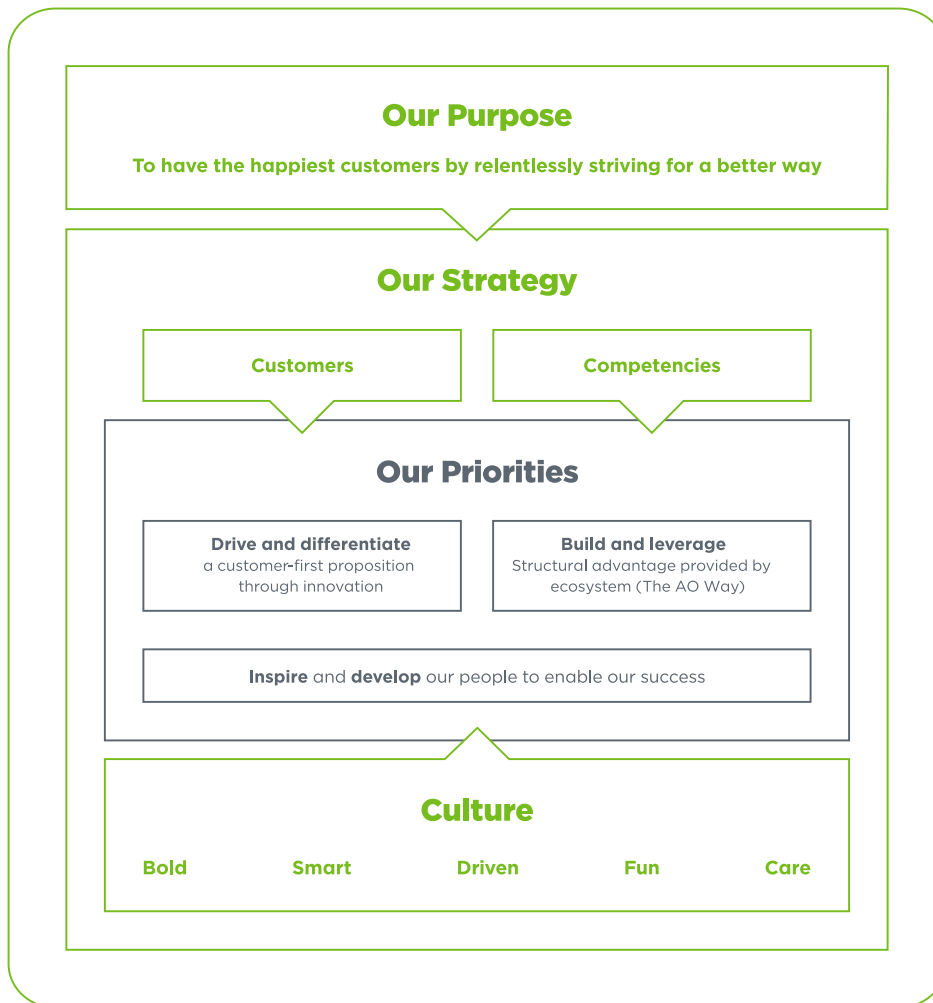 Our Purpose
To have the happiest customers by relentlessly striving for a better way
Our Strategy
Customers
Competencies
Our Priorities
Drive and differentiate
a customer-first proposition
through innovation
Build and leverage
Structural advantage provided by
ecosystem (The AO Way)
Inspire and develop our people to enable our success
Culture
Bold Smart Driven Fun Care